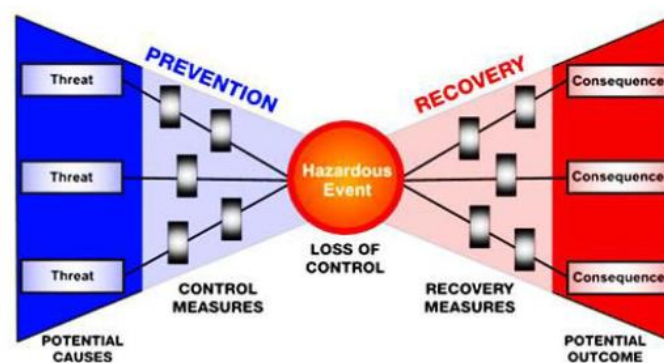 PREVENTION
RECOVERY
Threat
Consequence
Threat
Hazardous
Event
Consequence
Threat
LOSS OF
CONTROL
Consequence
CONTROL
MEASURES
RECOVERY
MEASURES
POTENTIAL
CAUSES
POTENTIAL
OUTCOME